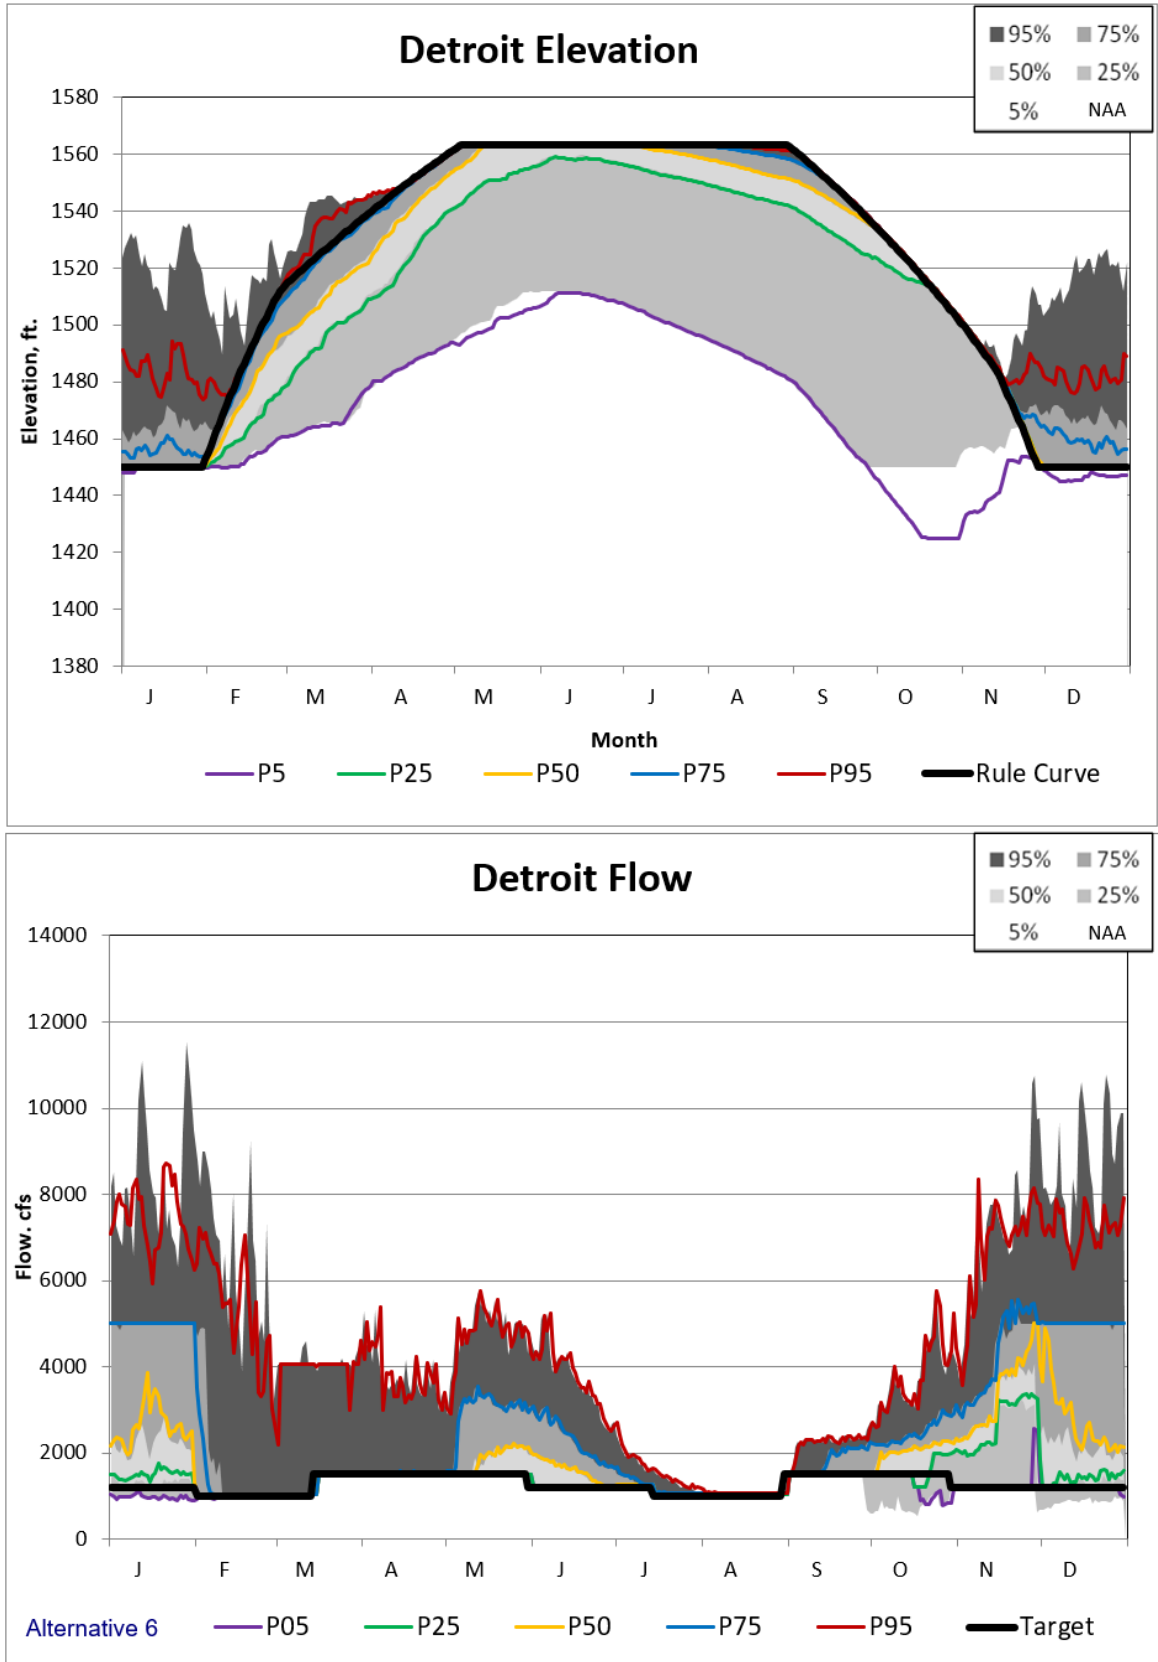 Detroit Elevation
95% 75%
50% 25%
5% NAA
1580
1560
1540
1520
1500
1480
1460
1440
1420
1400
1380
Elevation, ft.
J F M A M J J A S O N D
Month
P5 P25 P50 P75 P95 Rule Curve
Detroit Flow
95% 75%
50% 25%
5% NAA
14000
12000
10000
8000
6000
4000
2000
0
Flow. cfs
J F M A M J J A S O N D
Alternative 6 P05 P25 P50 P75 P95 Target